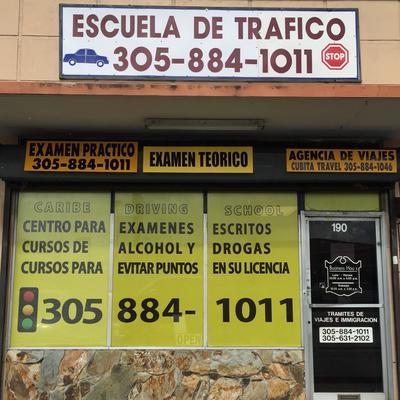 ESCUELA DE TRAFICO
305-884-1011
STOP
EXAMEN PRACTICO
305-884-1011
EXAMEN TEORICO
AGENCIA DE VIAJES
CUBITA TRAVEL 305-884-1046
CARIBE DRIVING SCHOOL
CENTRO PARA EXAMENES ESCRITOS
CURSOS DE ALCOHOL Y DROGAS
CURSOS PARA EVITAR PUNTOS EN SU LICENCIA
305 884- 1011
OPEN
190
TRAMITES DE
VIAJES E IMMIGRACION
305-884-1011
305-631-2102